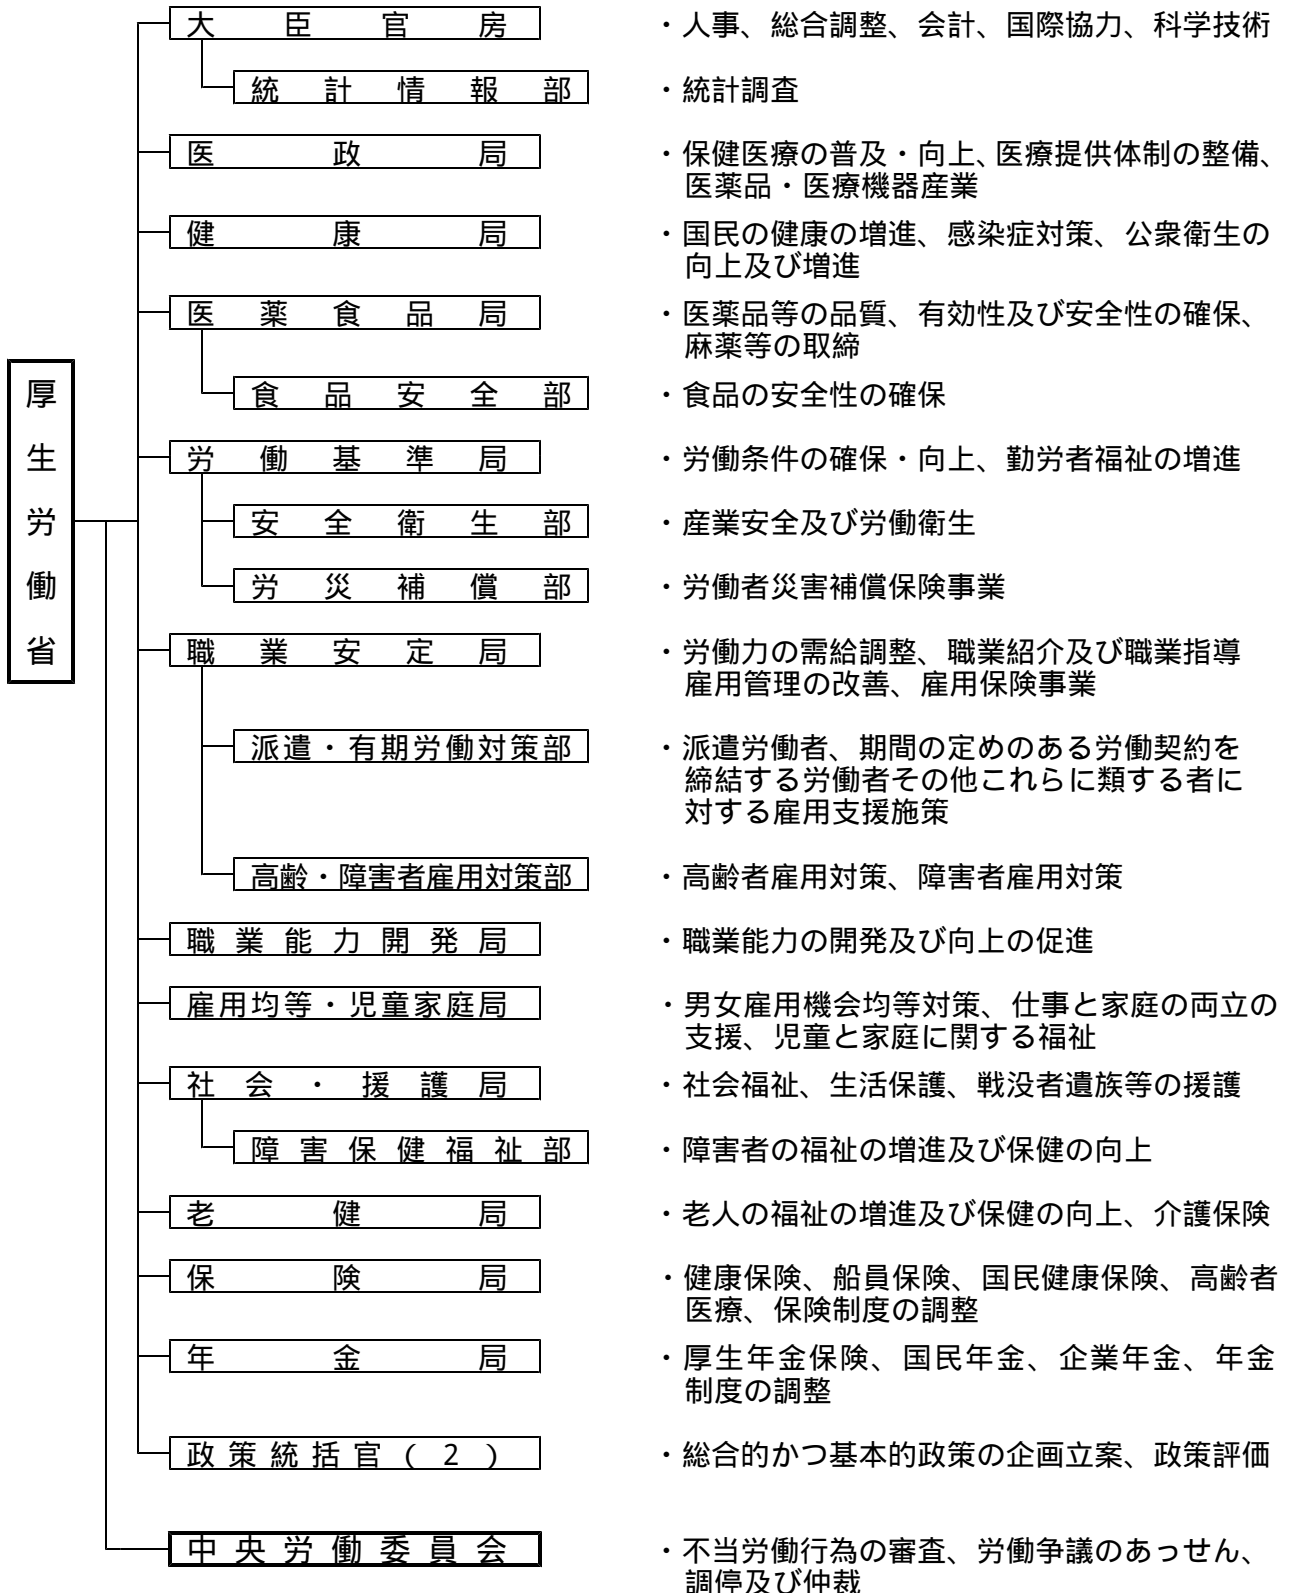 大臣官房 ・人事、総合調整、会計、国際協力、科学技術
統計情報部 ・統計調査
医政局 ・保健医療の普及・向上、医療提供体制の整備、
医薬品・医療機器産業
健康局 ・国民の健康の増進、感染症対策、公衆衛生の
向上及び増進
医薬食品局 ・医薬品等の品質、有効性及び安全性の確保、
麻薬等の取締
厚生労働省
食品安全部 ・食品の安全性の確保
労働基準局 ・労働条件の確保・向上、勤労者福祉の増進
安全衛生部 ・産業安全及び労働衛生
労災補償部 ・労働者災害補償保険事業
職業安定局 ・労働力の需給調整、職業紹介及び職業指導
雇用管理の改善、雇用保険事業
派遣・有期労働対策部 ・派遣労働者、期間の定めのある労働契約を
締結する労働者その他これらに類する者に
対する雇用支援施策
高齢・障害者雇用対策部 ・高齢者雇用対策、障害者雇用対策
職業能力開発局 ・職業能力の開発及び向上の促進
雇用均等・児童家庭局 ・男女雇用機会均等対策、仕事と家庭の両立の
支援、児童と家庭に関する福祉
社会・援護局 ・社会福祉、生活保護、戦没者遺族等の援護
障害保健福祉部 ・障害者の福祉の増進及び保健の向上
老健局 ・老人の福祉の増進及び保健の向上、介護保険
保険局 ・健康保険、船員保険、国民健康保険、高齢者
医療、保険制度の調整
年金局 ・厚生年金保険、国民年金、企業年金、年金
制度の調整
政策統括官(2) ・総合的かつ基本的政策の企画立案、政策評価
中央労働委員会 ・不当労働行為の審査、労働争議のあっせん、
調停及び仲裁